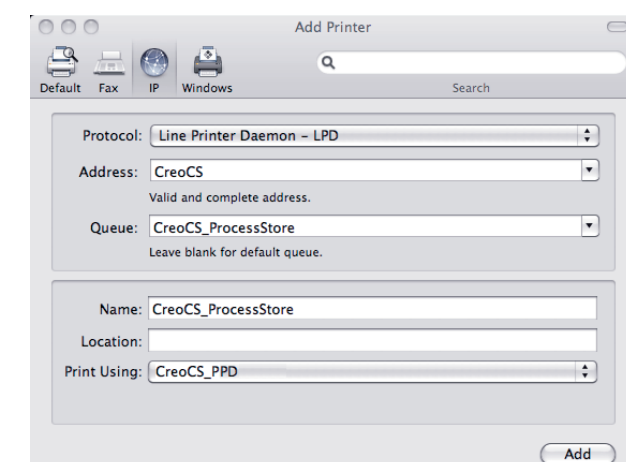 Add Printer
Default Fax IP Windows Search
Protocol: Line Printer Daemon – LPD
Address: CreoCS
Valid and complete address.
Queue: CreoCS_ProcessStore
Leave blank for default queue.
Name: CreoCS_ProcessStore
Location:
Print Using: CreoCS_PPD
Add